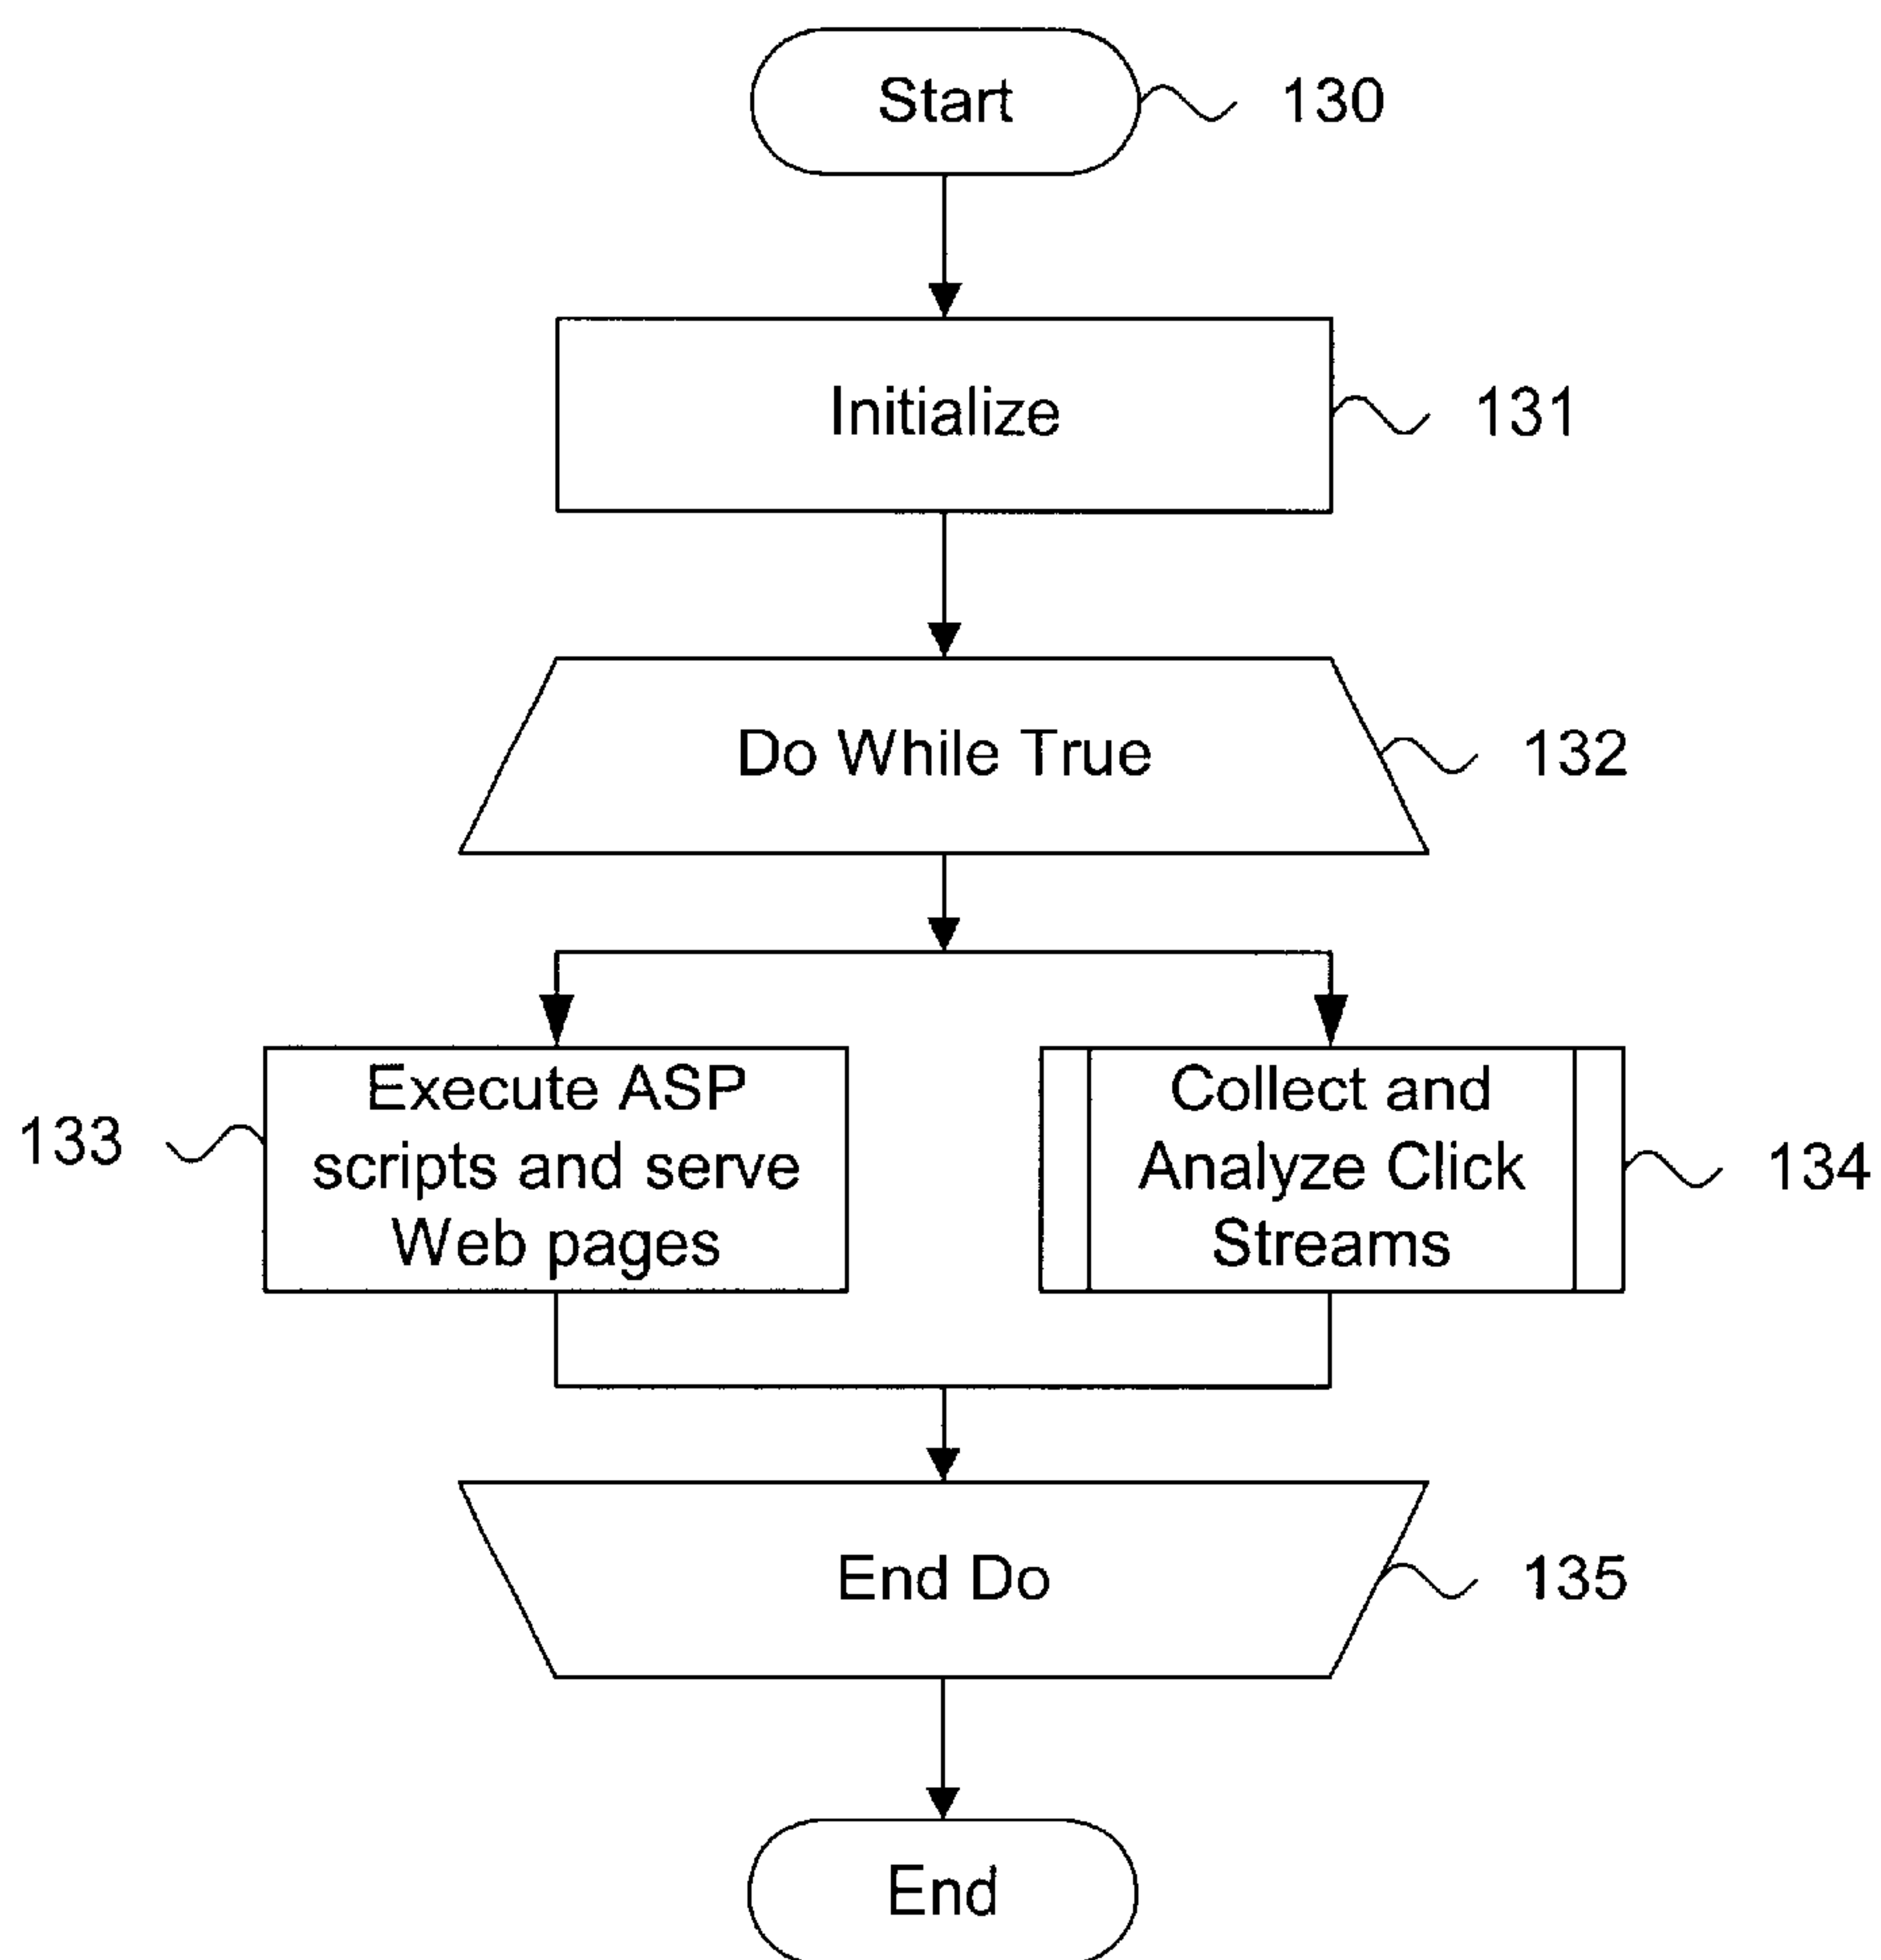 Start
130
Initialize
131
Do While True
132
133
Execute ASP
scripts and serve
Web pages
Collect and
Analyze Click
Streams
134
End Do
135
End